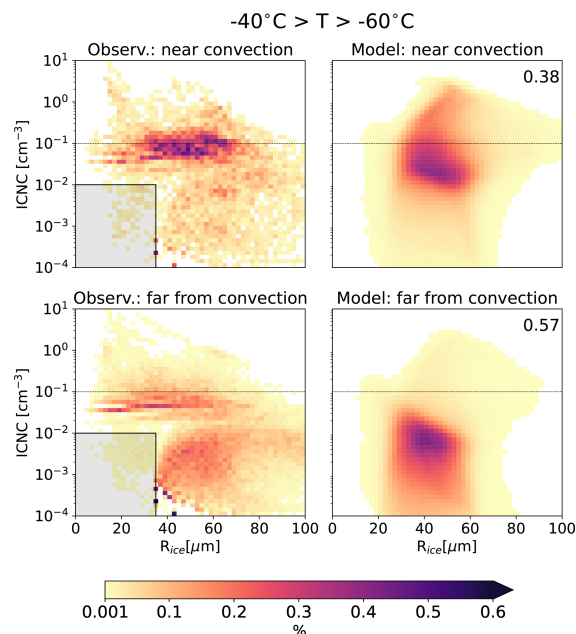 -40°C > T > -60°C
Observ.: near convection
Model: near convection
ICNC [cm⁻³]
10¹
10⁰
10⁻¹
10⁻²
10⁻³
10⁻⁴
0.38
Observ.: far from convection
Model: far from convection
ICNC [cm⁻³]
10¹
10⁰
10⁻¹
10⁻²
10⁻³
10⁻⁴
0.57
0 20 40 60 80 100
0 20 40 60 80 100
R_ice[μm]
R_ice[μm]
0.001 0.1 0.2 0.3 0.4 0.5 0.6
%